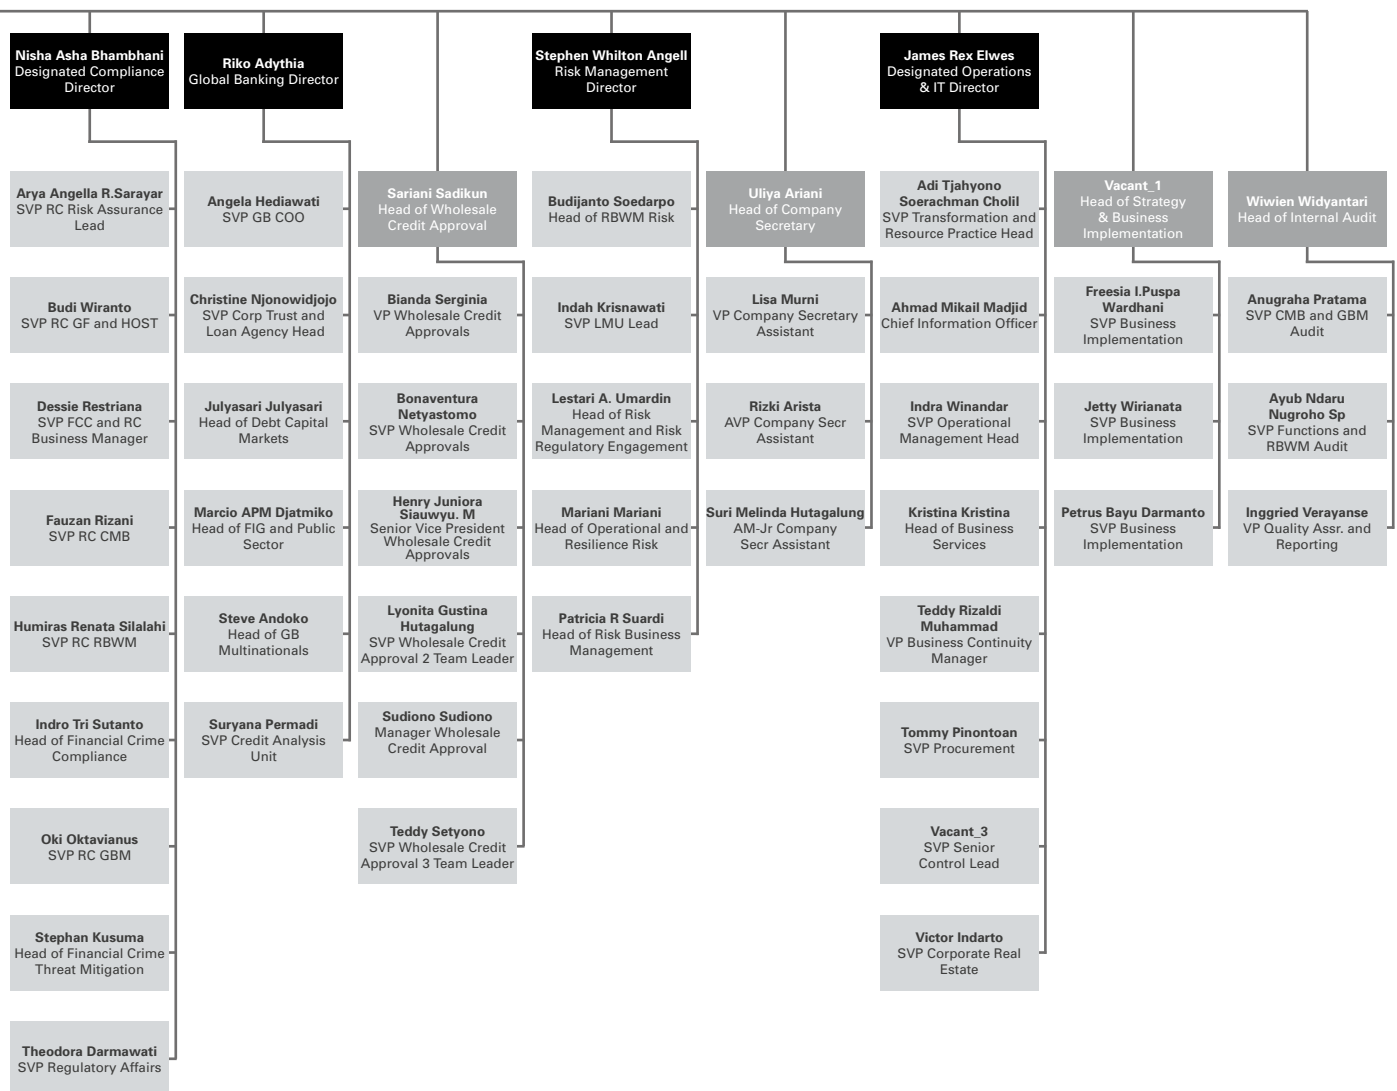 Nisha Asha Bhambhani
Designated Compliance
Director
Riko Adythia
Global Banking Director
Stephen Whilton Angell
Risk Management
Director
James Rex Elwes
Designated Operations
& IT Director
Arya Angella R.Sarayar
SVP RC Risk Assurance
Lead
Angela Hediawati
SVP GB COO
Sariani Sadikun
Head of Wholesale
Credit Approval
Budijanto Soedarpo
Head of RBWM Risk
Uliya Ariani
Head of Company
Secretary
Adi Tjahyono
Soerachman Cholil
SVP Transformation and
Resource Practice Head
Vacant_1
Head of Strategy
& Business
Implementation
Wiwien Widyantari
Head of Internal Audit
Budi Wiranto
SVP RC GF and HOST
Christine Njonowidjojo
SVP Corp Trust and
Loan Agency Head
Bianda Serginia
VP Wholesale Credit
Approvals
Indah Krisnawati
SVP LMU Lead
Lisa Murni
VP Company Secretary
Assistant
Ahmad Mikail Madjid
Chief Information Officer
Freesia I.Puspa
Wardhani
SVP Business
Implementation
Anugraha Pratama
SVP CMB and GBM
Audit
Dessie Restriana
SVP FCC and RC
Business Manager
Julyasari Julyasari
Head of Debt Capital
Markets
Bonaventura
Netyastomo
SVP Wholesale Credit
Approvals
Lestari A. Umardin
Head of Risk
Management and Risk
Regulatory Engagement
Rizki Arista
AVP Company Secr
Assistant
Indra Winandar
SVP Operational
Management Head
Jetty Wirianata
SVP Business
Implementation
Ayub Ndaru
Nugroho Sp
SVP Functions and
RBWM Audit
Fauzan Rizani
SVP RC CMB
Marcio APM Djatmiko
Head of FIG and Public
Sector
Henry Juniora
Siauwyu. M
Senior Vice President
Wholesale Credit
Approvals
Mariani Mariani
Head of Operational and
Resilience Risk
Suri Melinda Hutagalung
AM-Jr Company
Secr Assistant
Kristina Kristina
Head of Business
Services
Petrus Bayu Darmanto
SVP Business
Implementation
Inggried Verayanse
VP Quality Assr. and
Reporting
Humiras Renata Silalahi
SVP RC RBWM
Steve Andoko
Head of GB
Multinationals
Lyonita Gustina
Hutagalung
SVP Wholesale Credit
Approval 2 Team Leader
Patricia R Suardi
Head of Risk Business
Management
Teddy Rizaldi
Muhammad
VP Business Continuity
Manager
Indro Tri Sutanto
Head of Financial Crime
Compliance
Suryana Permadi
SVP Credit Analysis
Unit
Sudiono Sudiono
Manager Wholesale
Credit Approval
Tommy Pinontoan
SVP Procurement
Oki Oktavianus
SVP RC GBM
Teddy Setyono
SVP Wholesale Credit
Approval 3 Team Leader
Vacant_3
SVP Senior
Control Lead
Stephan Kusuma
Head of Financial Crime
Threat Mitigation
Victor Indarto
SVP Corporate Real
Estate
Theodora Darmawati
SVP Regulatory Affairs